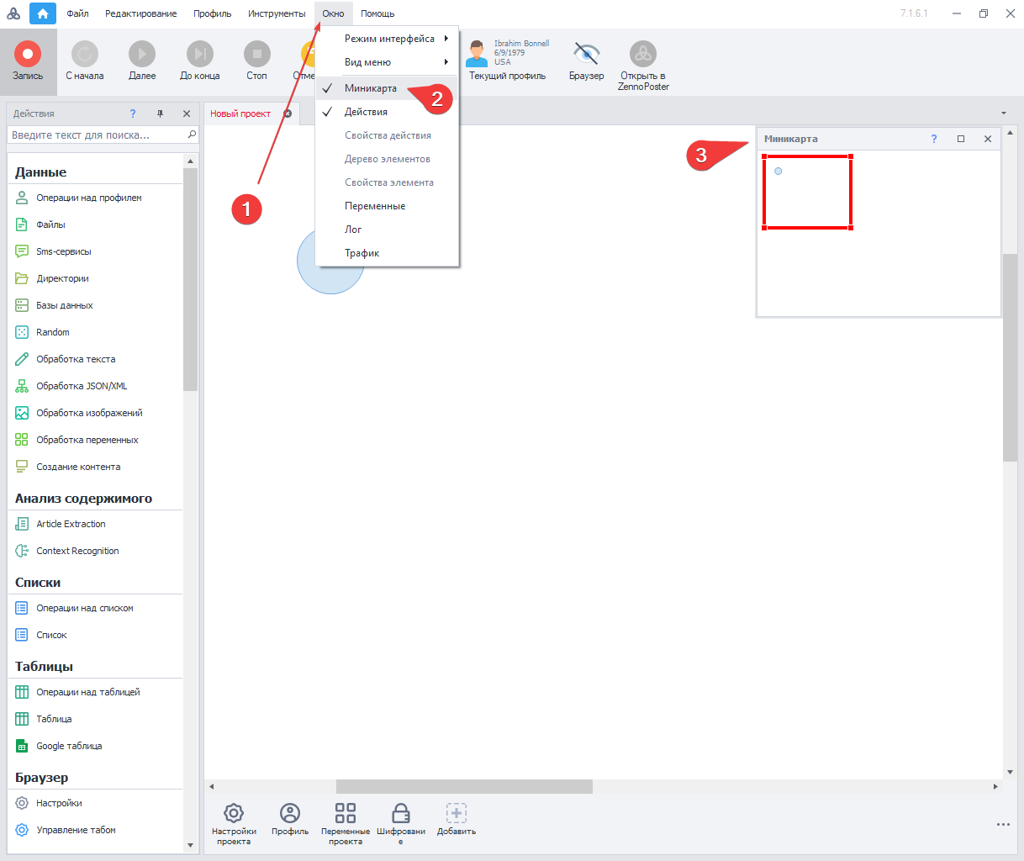 Файл Редактирование Профиль Инструменты Окно Помощь 7.1.6.1
Запись
С начала
Далее
До конца
Стоп
Ibrahim Bonnell
6/9/1979
USA
Текущий профиль
Браузер
Открыть в
ZennoPoster
Режим интерфейса
Вид меню
Миникарта
Действия
Свойства действия
Дерево элементов
Свойства элемента
Переменные
Лог
Трафик
1
2
3
Действия ?
Введите текст для поиска...
Новый проект
Миникарта ?
Данные
Операции над профилем
Файлы
Sms-сервисы
Директории
Базы данных
Random
Обработка текста
Обработка JSON/XML
Обработка изображений
Обработка переменных
Создание контента
Анализ содержимого
Article Extraction
Context Recognition
Списки
Операции над списком
Список
Таблицы
Операции над таблицей
Таблица
Google таблица
Браузер
Настройки
Управление табом
Настройки
проекта
Профиль
Переменные
проекта
Шифровани
е
Добавить